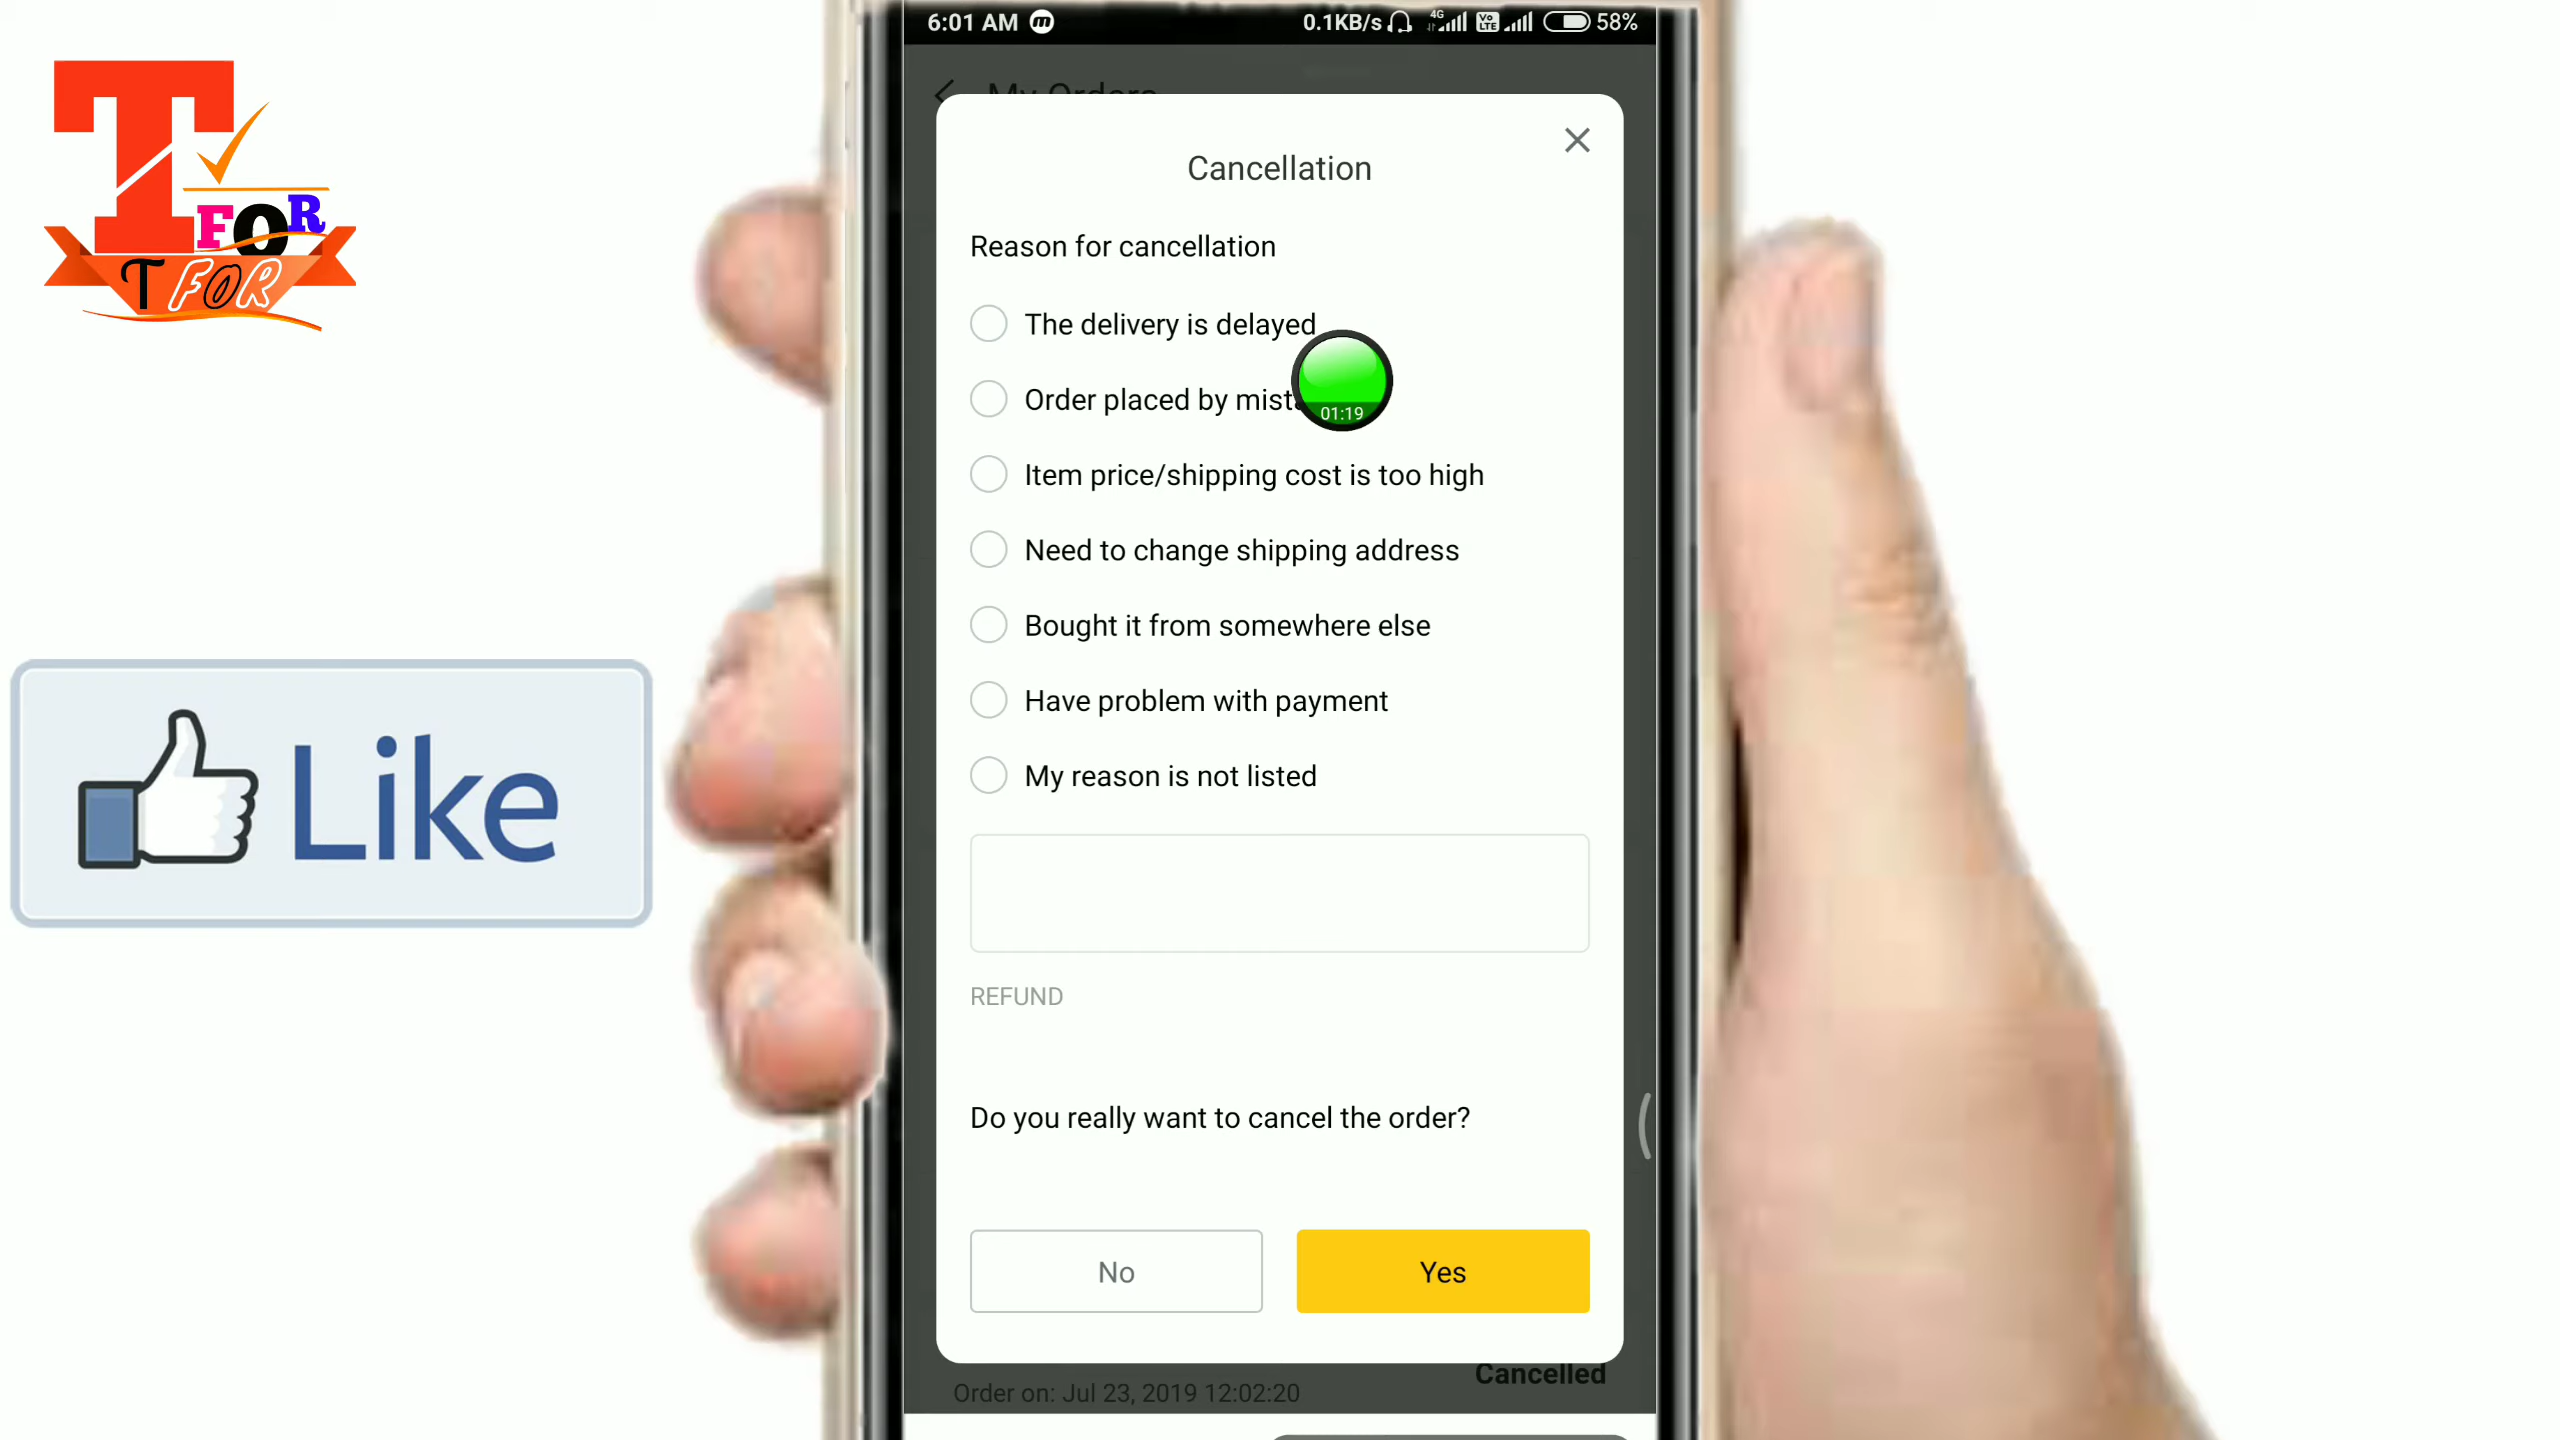 6:01 AM
0.1KB/s 4G Vo LTE 58%
T
FOR
T FOR
My Orders
Cancellation
Reason for cancellation
The delivery is delayed
Order placed by
01:19
Item price/shipping cost is too high
Need to change shipping address
Bought it from somewhere else
Have problem with payment
My reason is not listed
Like
REFUND
Do you really want to cancel the order?
No
Yes
Cancelled
Order on: Jul 23, 2019 12:02:20